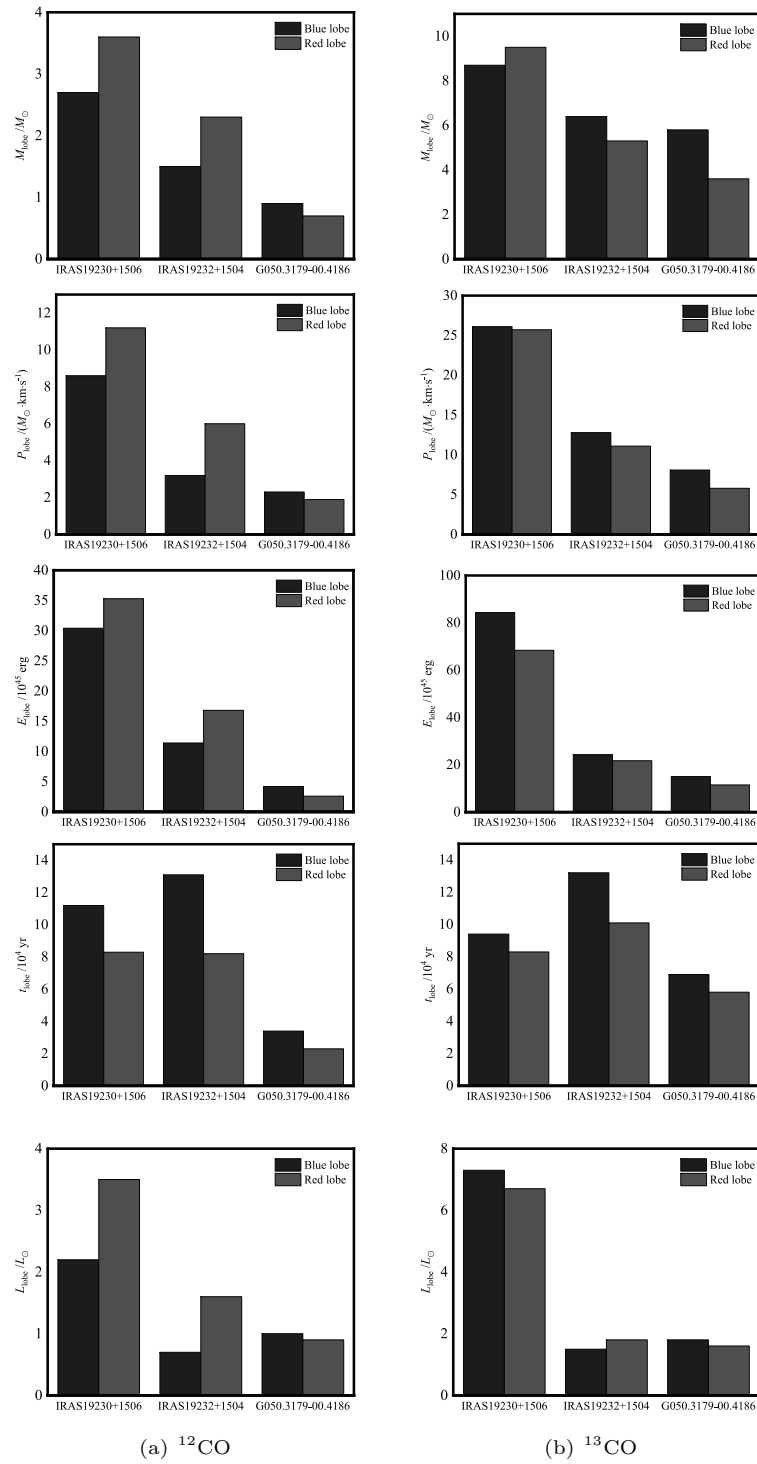 4
3
2
1
0
M_lobe /M_⊙
Blue lobe
Red lobe
IRAS19230+1506 IRAS19232+1504 G050.3179-00.4186
10
8
6
4
2
0
M_lobe /M_⊙
Blue lobe
Red lobe
IRAS19230+1506 IRAS19232+1504 G050.3179-00.4186
12
10
8
6
4
2
0
P_lobe /(M_⊙ ·km·s⁻¹)
Blue lobe
Red lobe
IRAS19230+1506 IRAS19232+1504 G050.3179-00.4186
30
25
20
15
10
5
0
P_lobe /(M_⊙ ·km·s⁻¹)
Blue lobe
Red lobe
IRAS19230+1506 IRAS19232+1504 G050.3179-00.4186
40
35
30
25
20
15
10
5
0
E_lobe /10⁴⁵ erg
Blue lobe
Red lobe
IRAS19230+1506 IRAS19232+1504 G050.3179-00.4186
100
80
60
40
20
0
E_lobe /10⁴⁵ erg
Blue lobe
Red lobe
IRAS19230+1506 IRAS19232+1504 G050.3179-00.4186
14
12
10
8
6
4
2
0
t_lobe /10⁴ yr
Blue lobe
Red lobe
IRAS19230+1506 IRAS19232+1504 G050.3179-00.4186
14
12
10
8
6
4
2
0
t_lobe /10⁴ yr
Blue lobe
Red lobe
IRAS19230+1506 IRAS19232+1504 G050.3179-00.4186
4
3
2
1
0
L_lobe /L_⊙
Blue lobe
Red lobe
IRAS19230+1506 IRAS19232+1504 G050.3179-00.4186
8
6
4
2
0
L_lobe /L_⊙
Blue lobe
Red lobe
IRAS19230+1506 IRAS19232+1504 G050.3179-00.4186
(a) ¹²CO
(b) ¹³CO